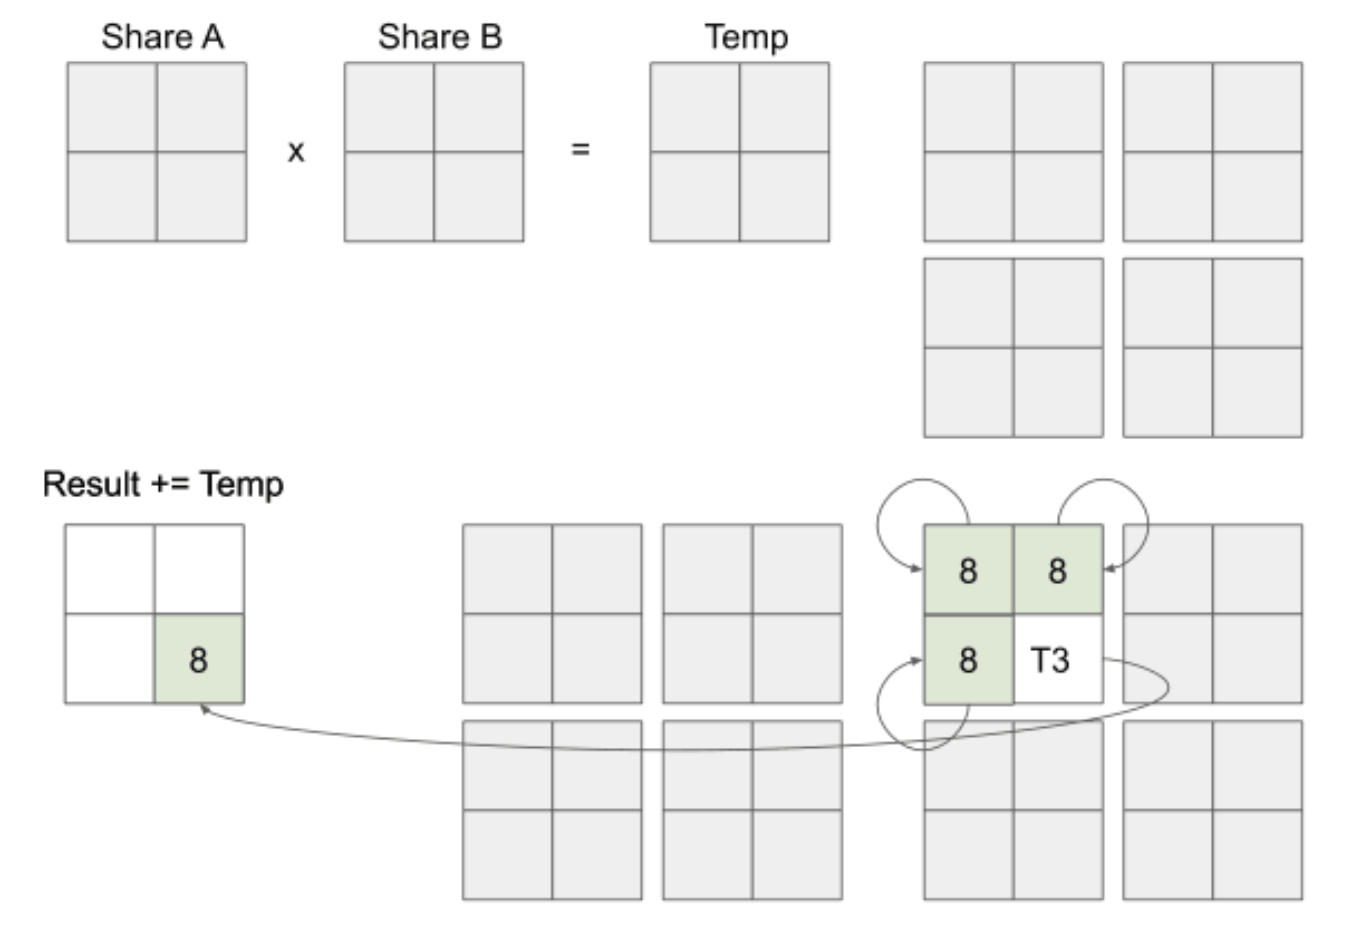 Share A
Share B
Temp
x
=
Result += Temp
8
8
8
8
T3